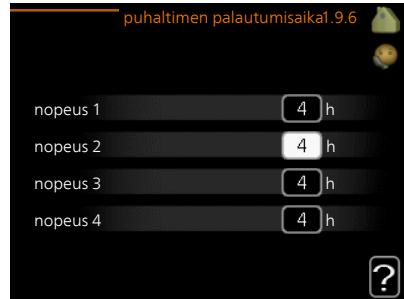 puhaltimen palautumisaika1.9.6
nopeus 1 4 h
nopeus 2 4 h
nopeus 3 4 h
nopeus 4 4 h
?